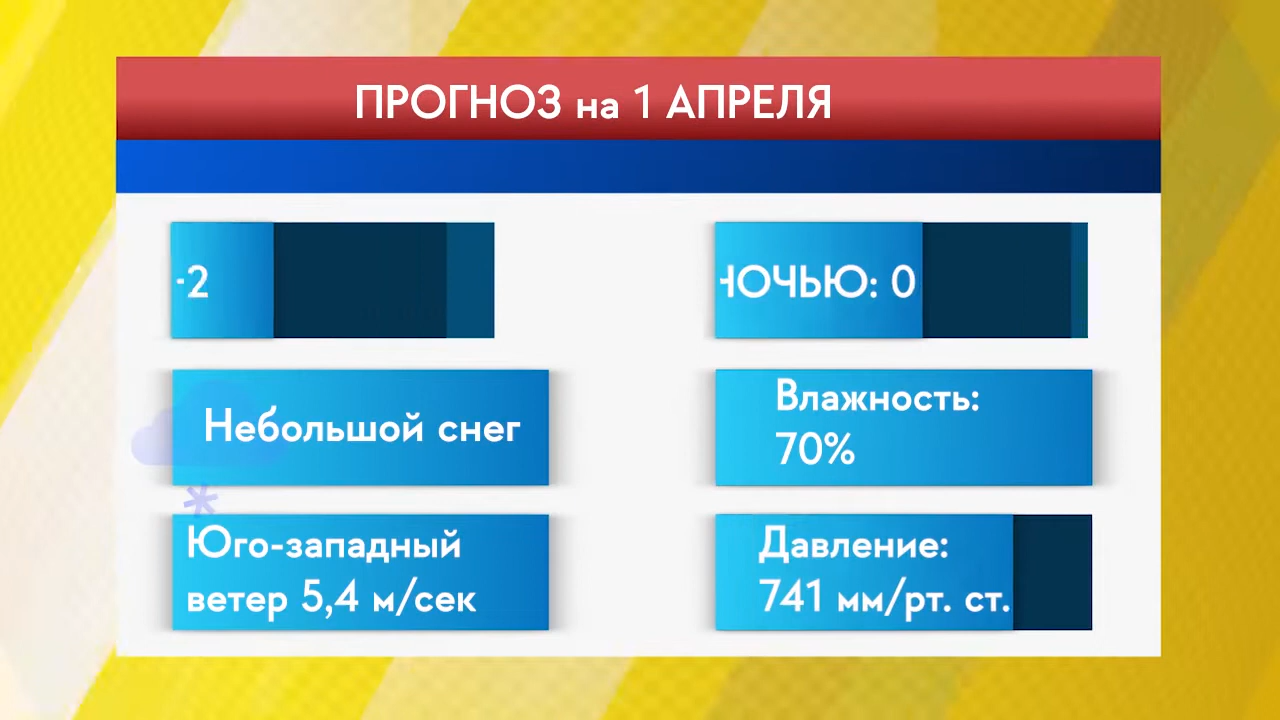 ПРОГНОЗ на 1 АПРЕЛЯ
-2
НОЧЬЮ: 0
Небольшой снег
Влажность:
70%
Юго-западный
ветер 5,4 м/сек
Давление:
741 мм/рт. ст.